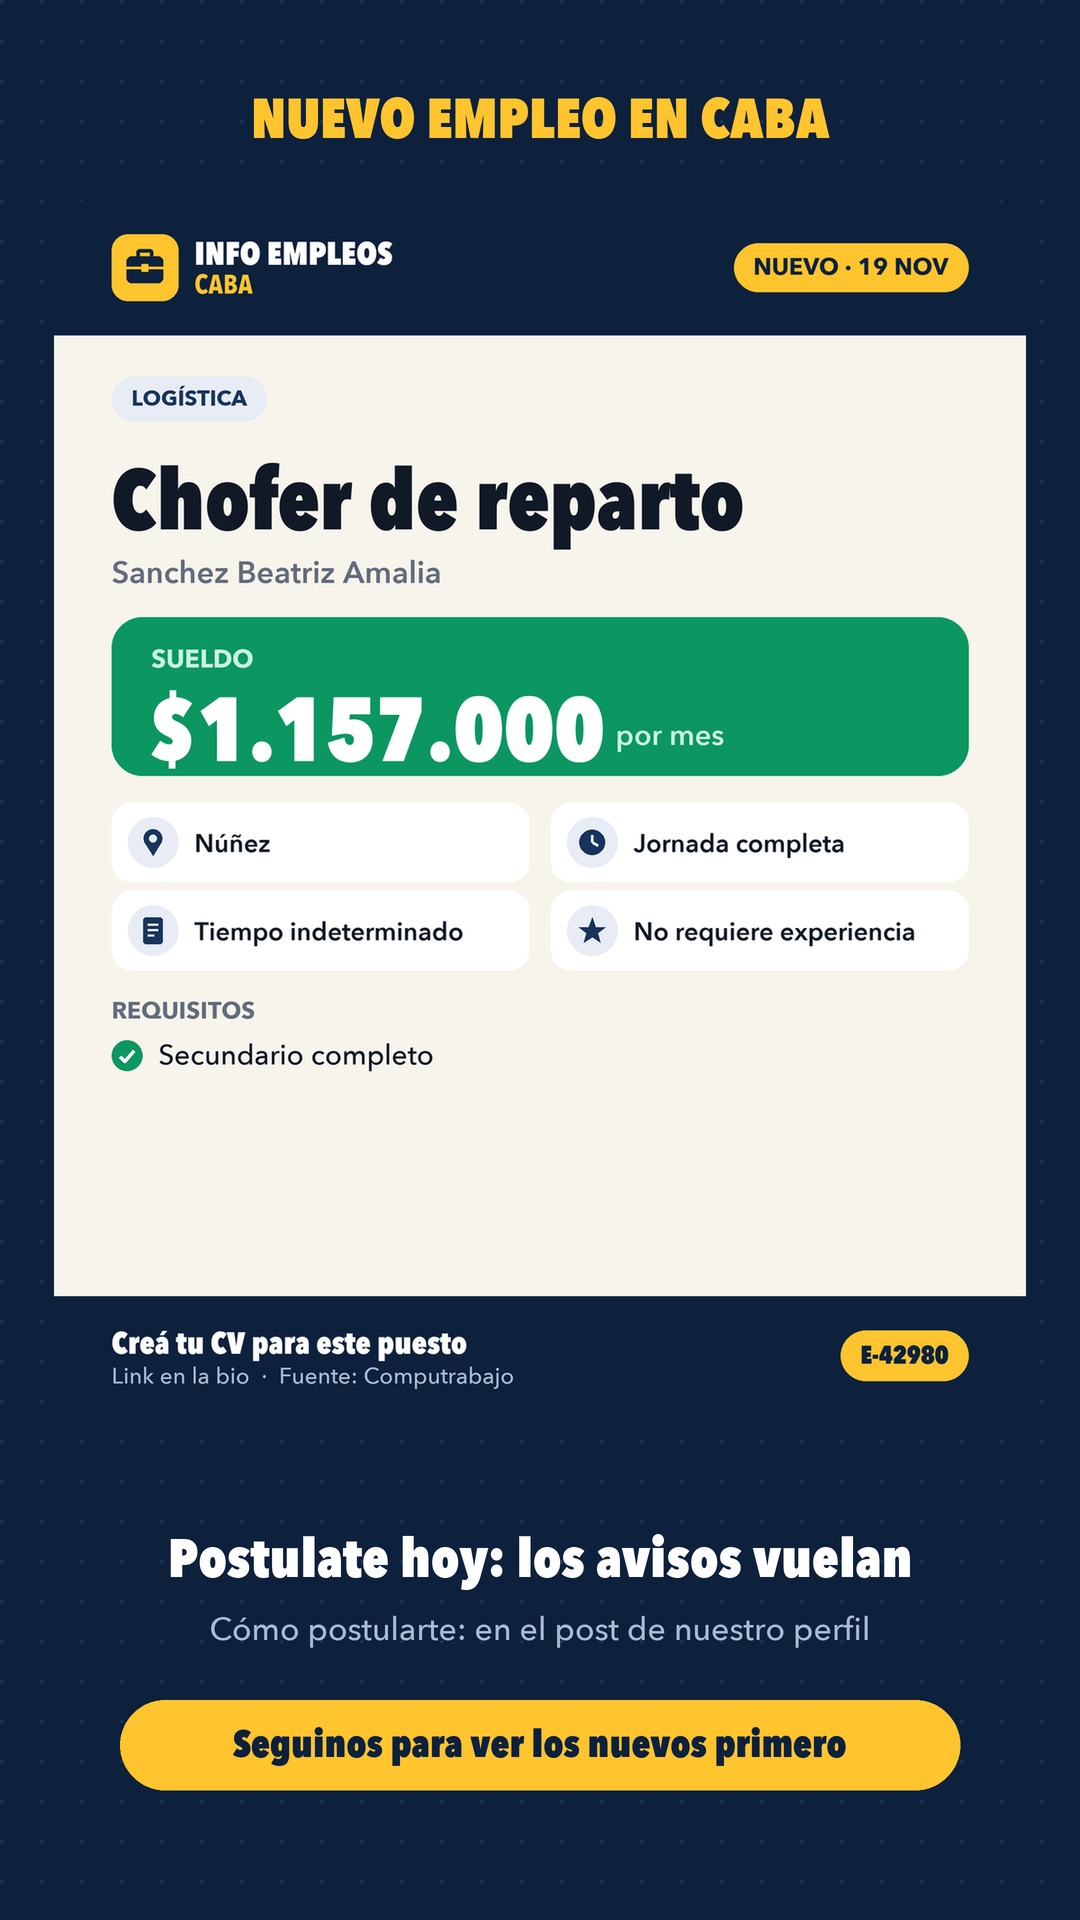 NUEVO EMPLEO EN CABA
INFO EMPLEOS
CABA
NUEVO · 19 NOV
LOGÍSTICA
Chofer de reparto
Sanchez Beatriz Amalia
SUELDO
$1.157.000 por mes
Núñez
Jornada completa
Tiempo indeterminado
No requiere experiencia
REQUISITOS
Secundario completo
Creá tu CV para este puesto
Link en la bio · Fuente: Computrabajo
E-42980
Postulate hoy: los avisos vuelan
Cómo postularte: en el post de nuestro perfil
Seguinos para ver los nuevos primero